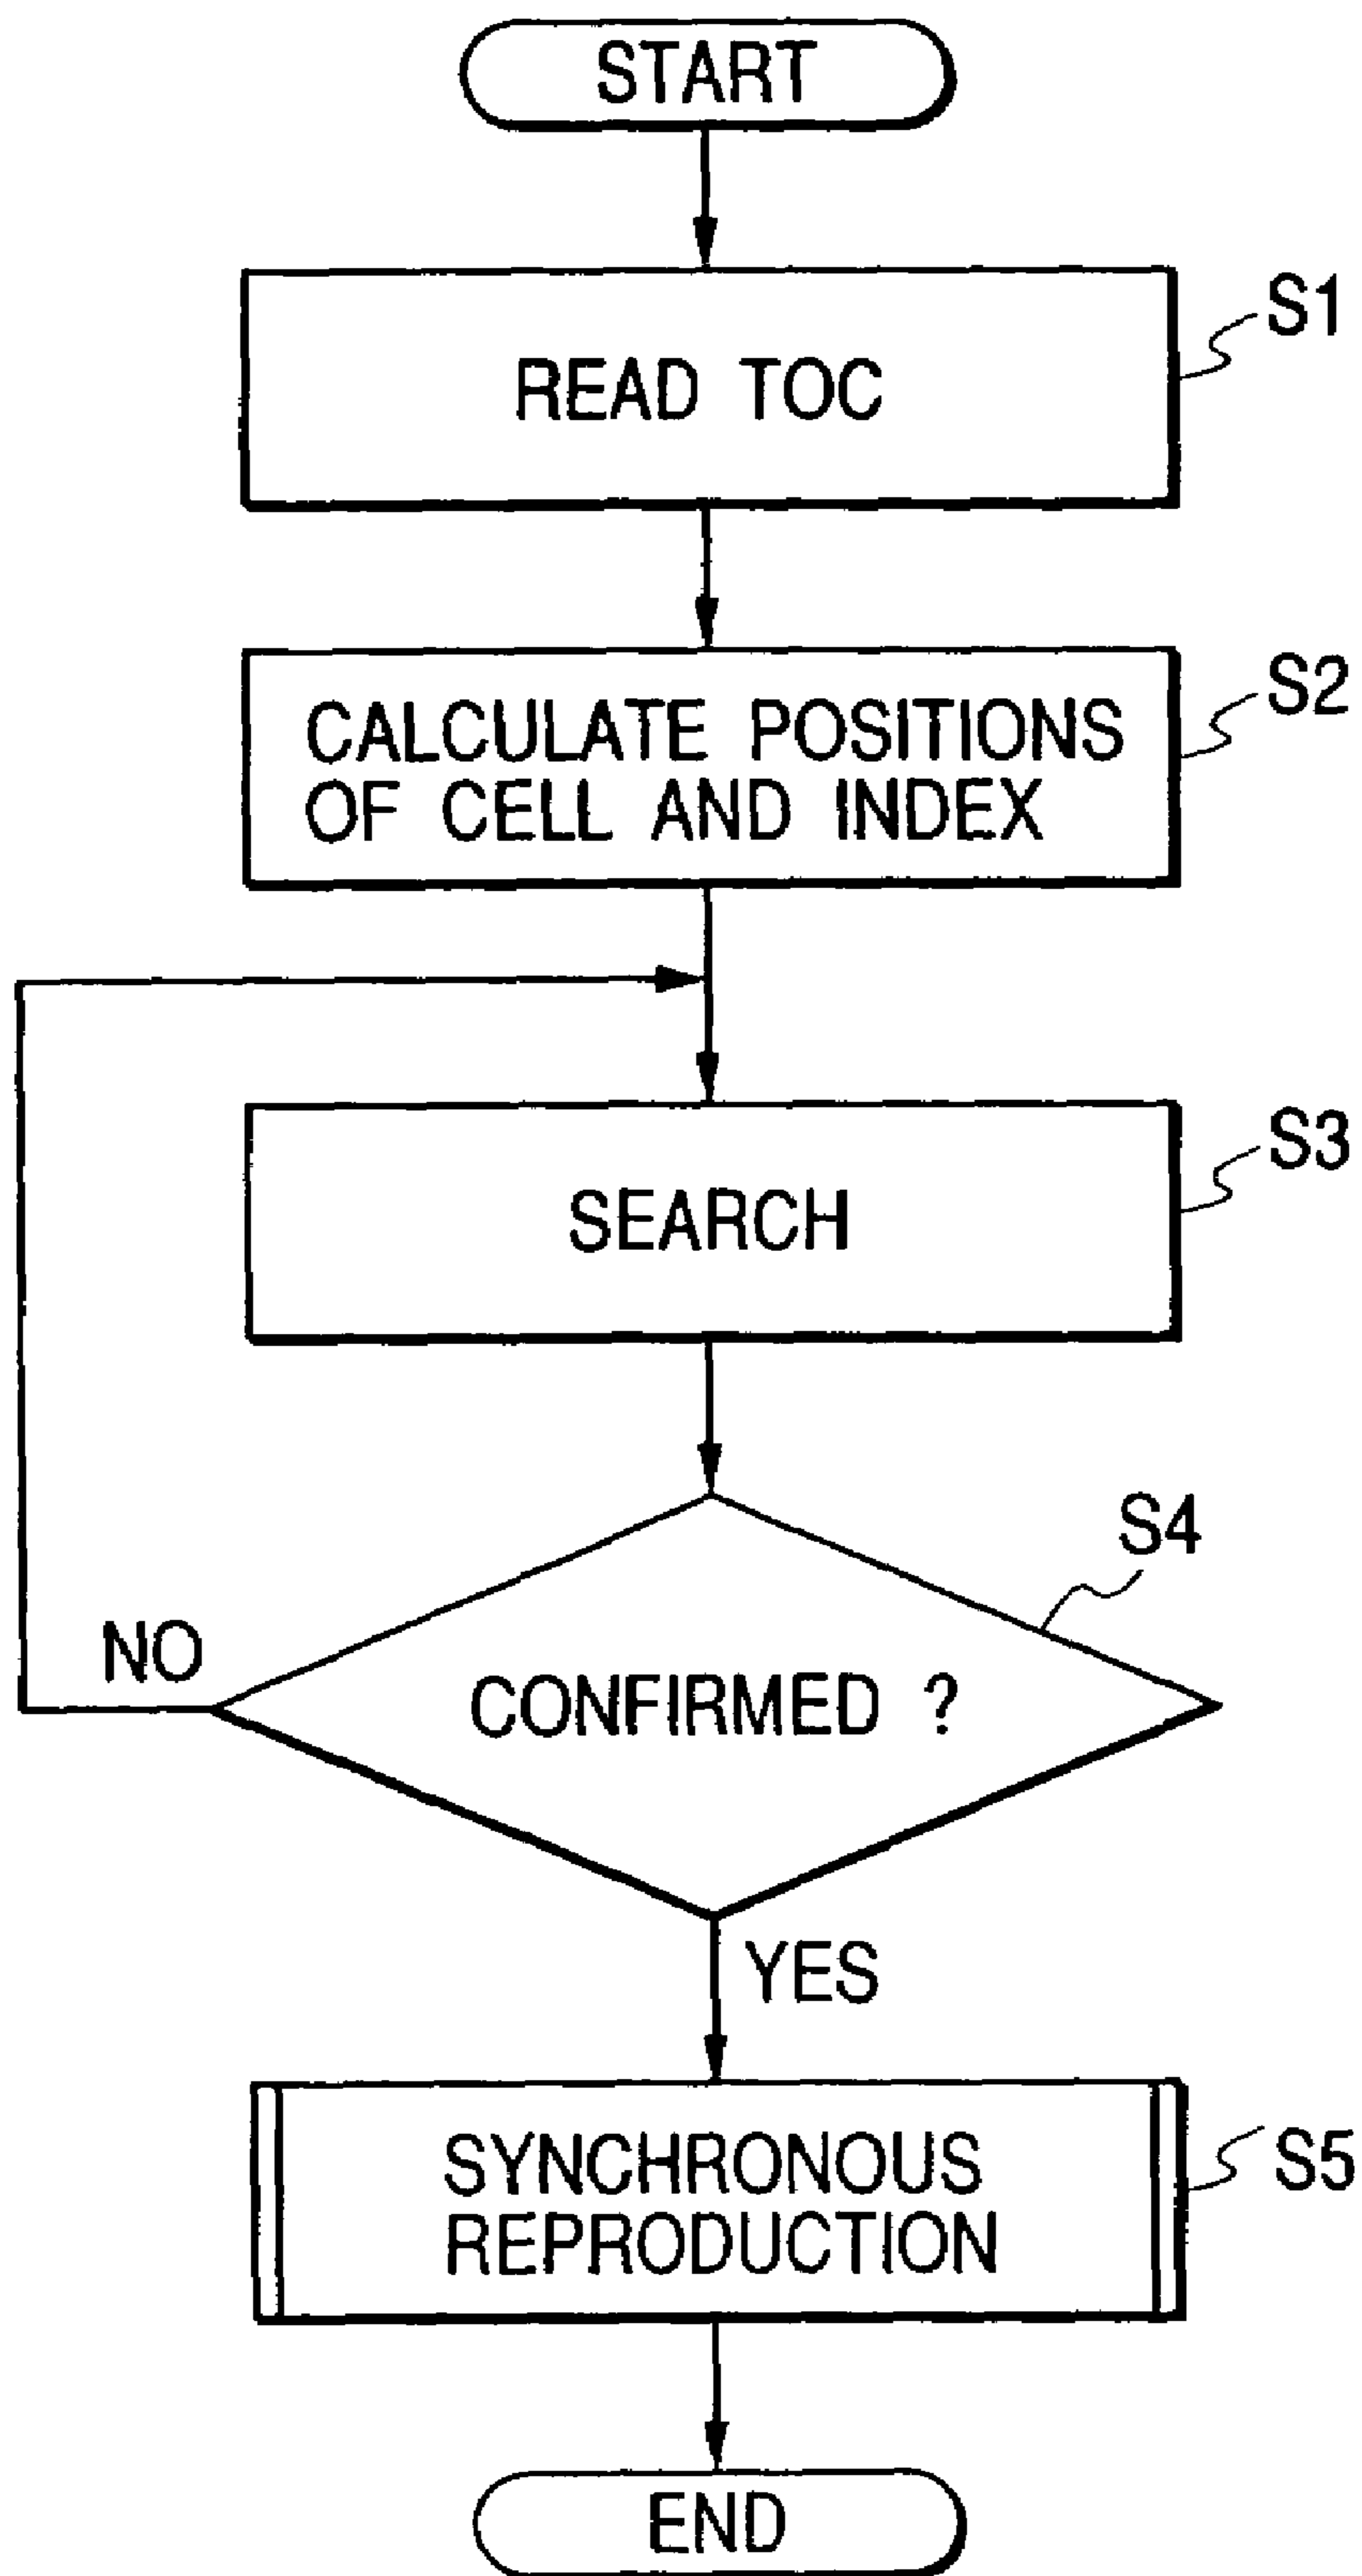 START
READ TOC
S1
CALCULATE POSITIONS
OF CELL AND INDEX
S2
SEARCH
S3
S4
NO
CONFIRMED ?
YES
SYNCHRONOUS
REPRODUCTION
S5
END